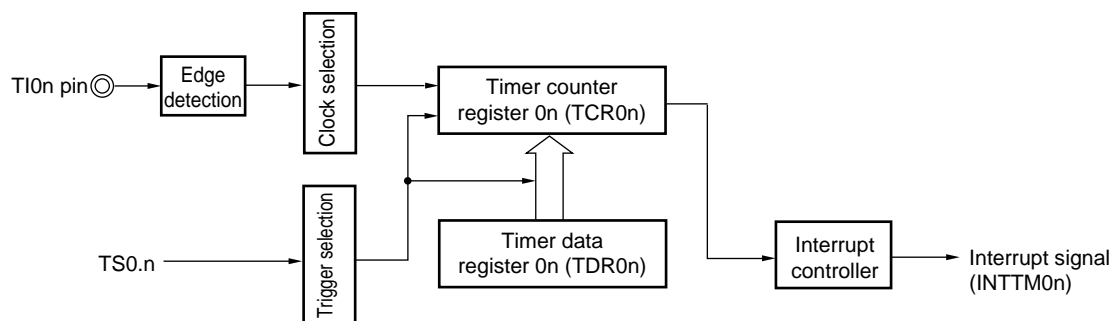 TI0n pin
Edge
detection
Clock selection
Timer counter
register 0n (TCR0n)
TS0.n
Trigger selection
Timer data
register 0n (TDR0n)
Interrupt
controller
Interrupt signal
(INTTM0n)